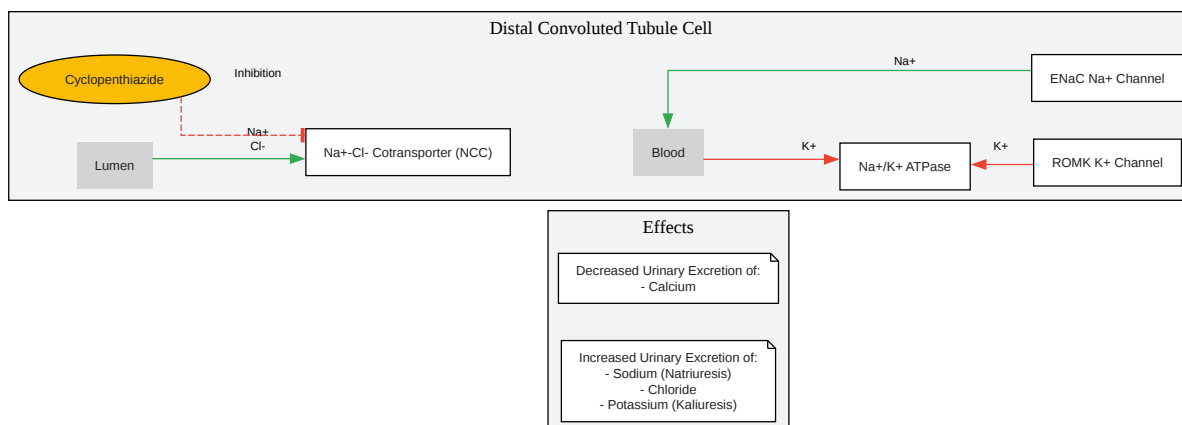 Distal Convoluted Tubule Cell
Cyclopenthiazide
Inhibition
Na+
ENaC Na+ Channel
Na+
Cl-
Na+-Cl- Cotransporter (NCC)
Lumen
Blood
K+
Na+/K+ ATPase
K+
ROMK K+ Channel
Effects
Decreased Urinary Excretion of:
- Calcium
Increased Urinary Excretion of:
- Sodium (Natriuresis)
- Chloride
- Potassium (Kaliuresis)